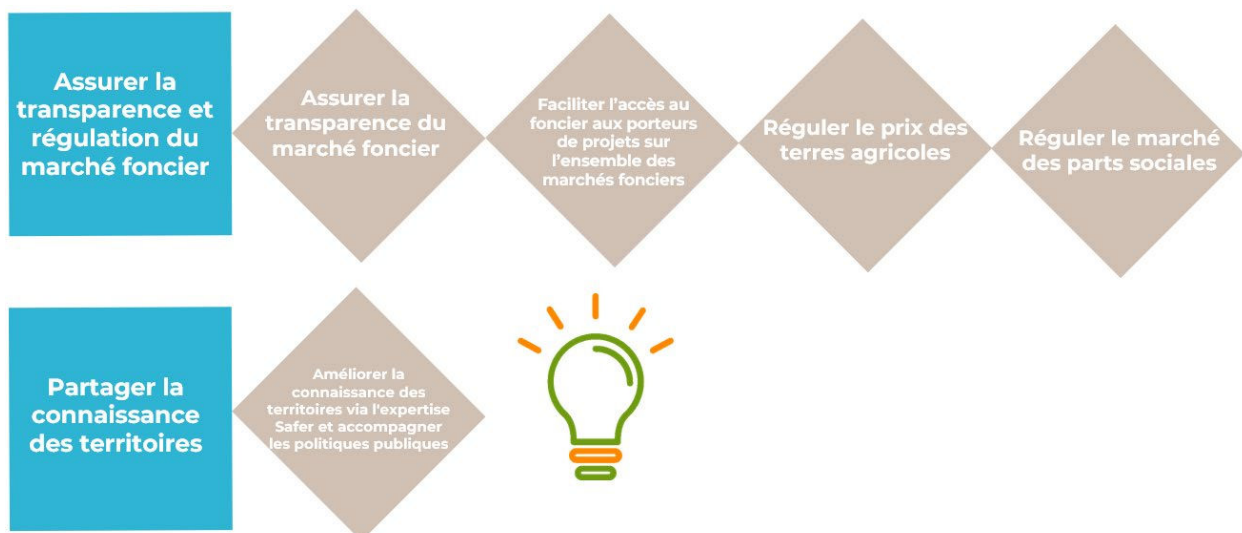 Assurer la
transparence et
régulation du
marché foncier
Assurer la
transparence du
marché foncier
Faciliter l’accès au
foncier aux porteurs
de projets sur
l’ensemble des
marchés fonciers
Réguler le prix des
terres agricoles
Réguler le marché
des parts sociales
Partager la
connaissance
des territoires
Améliorer la
connaissance des
territoires via l'expertise
Safer et accompagner
les politiques publiques